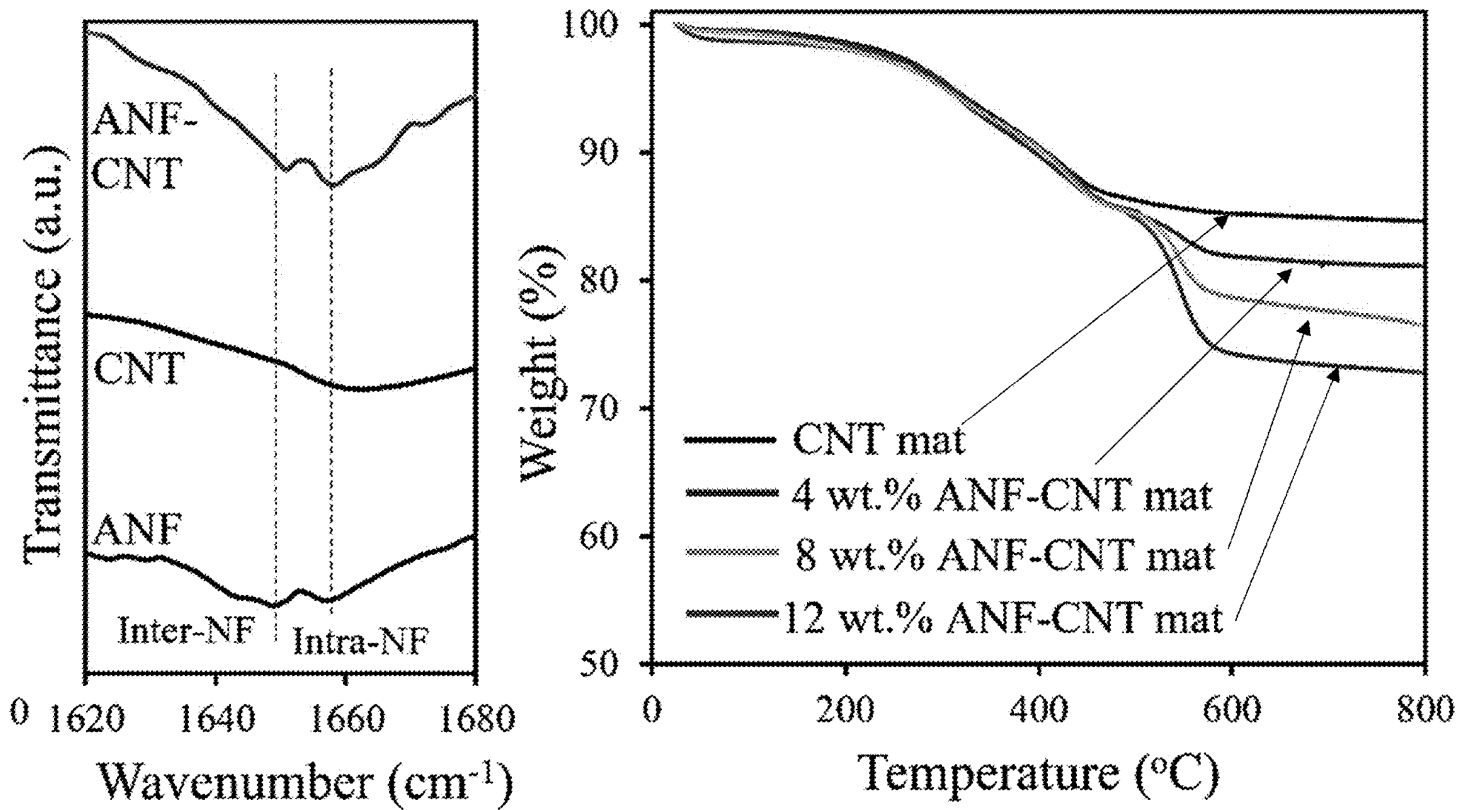 Transmittance (a.u.)
ANF-
CNT
CNT
ANF
Inter-NF
Intra-NF
0
1620
1640
1660
1680
Wavenumber (cm⁻¹)
Weight (%)
100
90
80
70
60
50
CNT mat
4 wt.% ANF-CNT mat
8 wt.% ANF-CNT mat
12 wt.% ANF-CNT mat
0
200
400
600
800
Temperature (ºC)